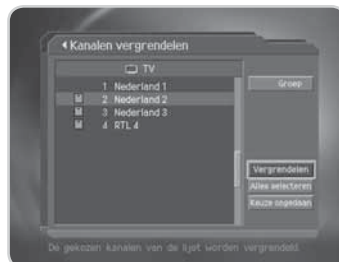 Kanalen vergrendelen
TV
1 Nederland 1
2 Nederland 2
3 Nederland 3
4 RTL 4
Groep
Vergrendelen
Alles selecteren
Keuze ongedaan
De gekozen kanalen van de lijst worden vergrendeld.